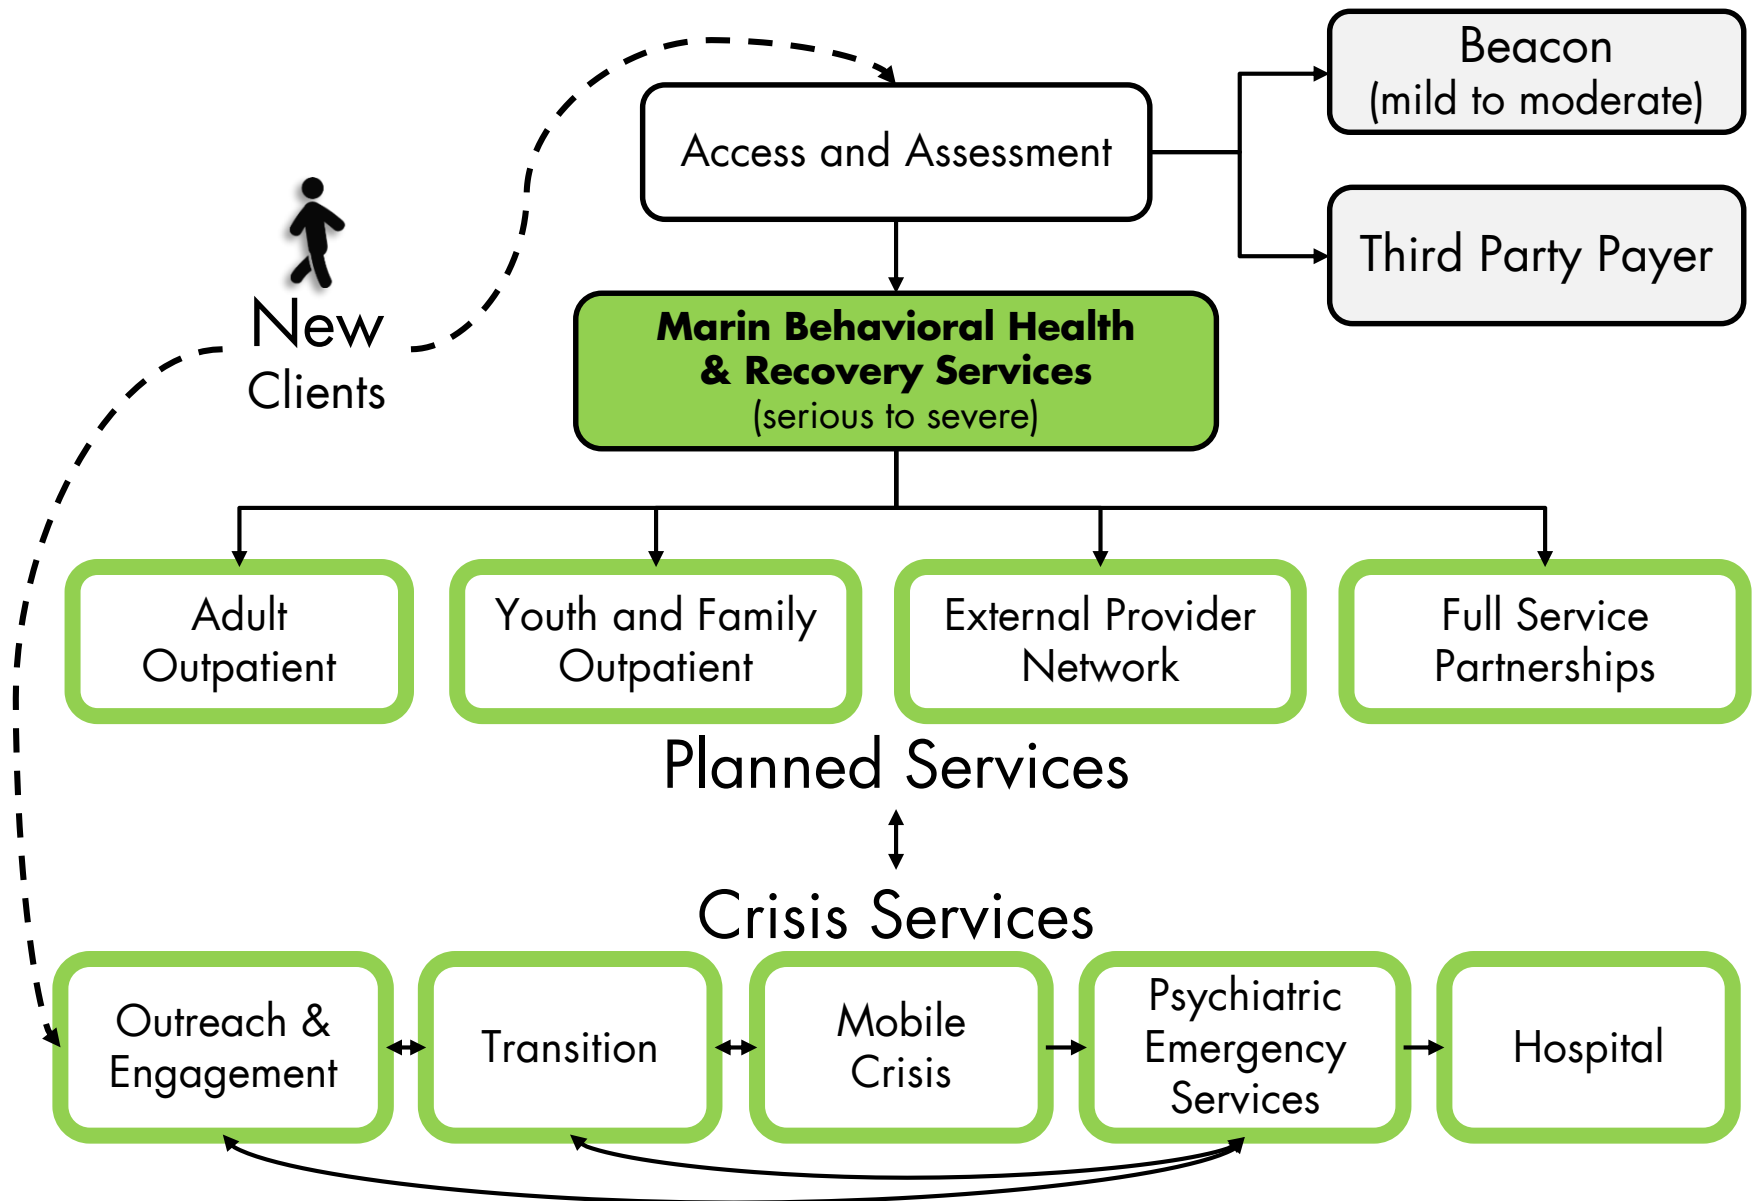 Beacon
(mild to moderate)
Access and Assessment
Third Party Payer
New
Clients
Marin Behavioral Health
& Recovery Services
(serious to severe)
Adult
Outpatient
Youth and Family
Outpatient
External Provider
Network
Full Service
Partnerships
Planned Services
Crisis Services
Outreach &
Engagement
Transition
Mobile
Crisis
Psychiatric
Emergency
Services
Hospital